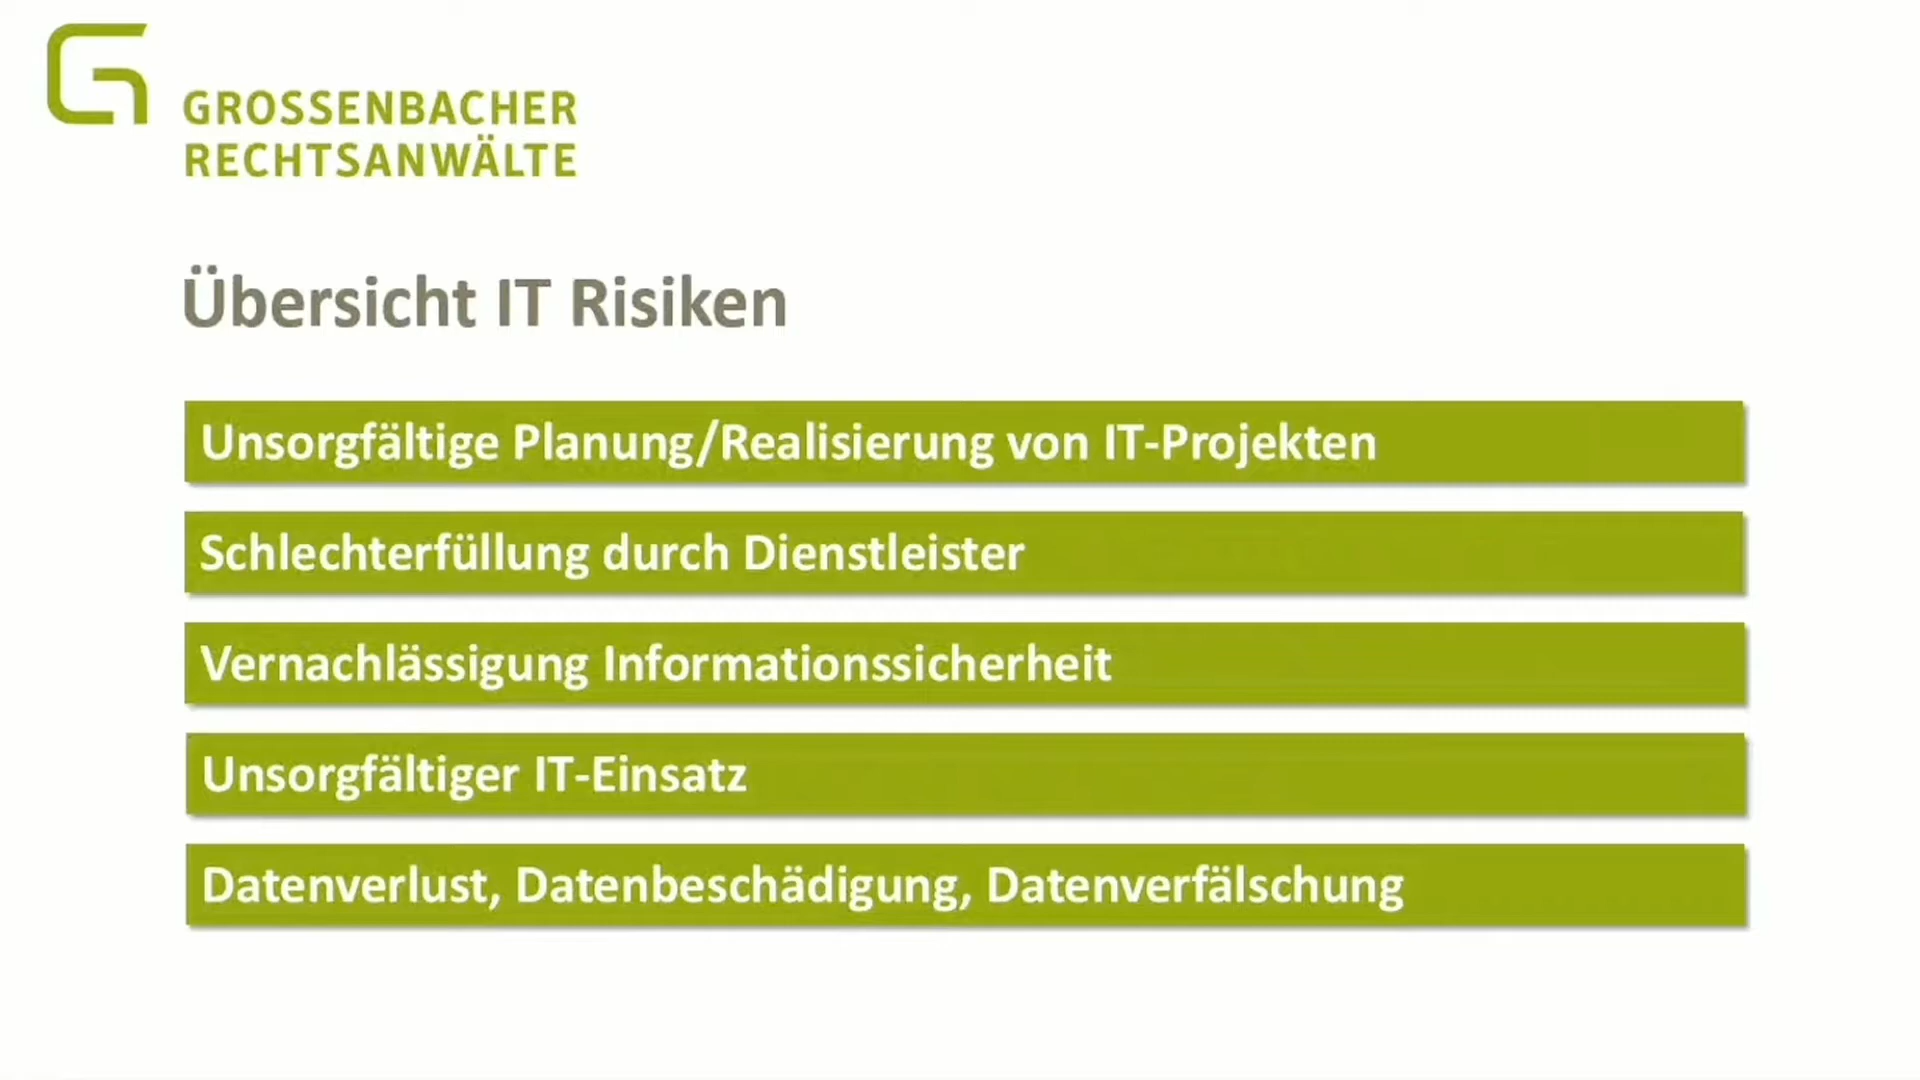 GROSSENBACHER
RECHTSANWÄLTE
Übersicht IT Risiken
Unsorgfältige Planung/Realisierung von IT-Projekten
Schlechterfüllung durch Dienstleister
Vernachlässigung Informationssicherheit
Unsorgfältiger IT-Einsatz
Datenverlust, Datenbeschädigung, Datenverfälschung